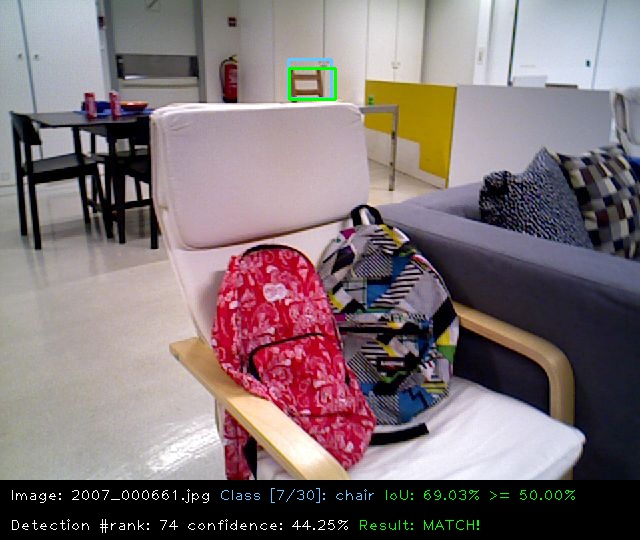 Image: 2007_000661.jpg Class [7/30]: chair IoU: 69.03% >= 50.00%
Detection #rank: 74 confidence: 44.25% Result: MATCH!